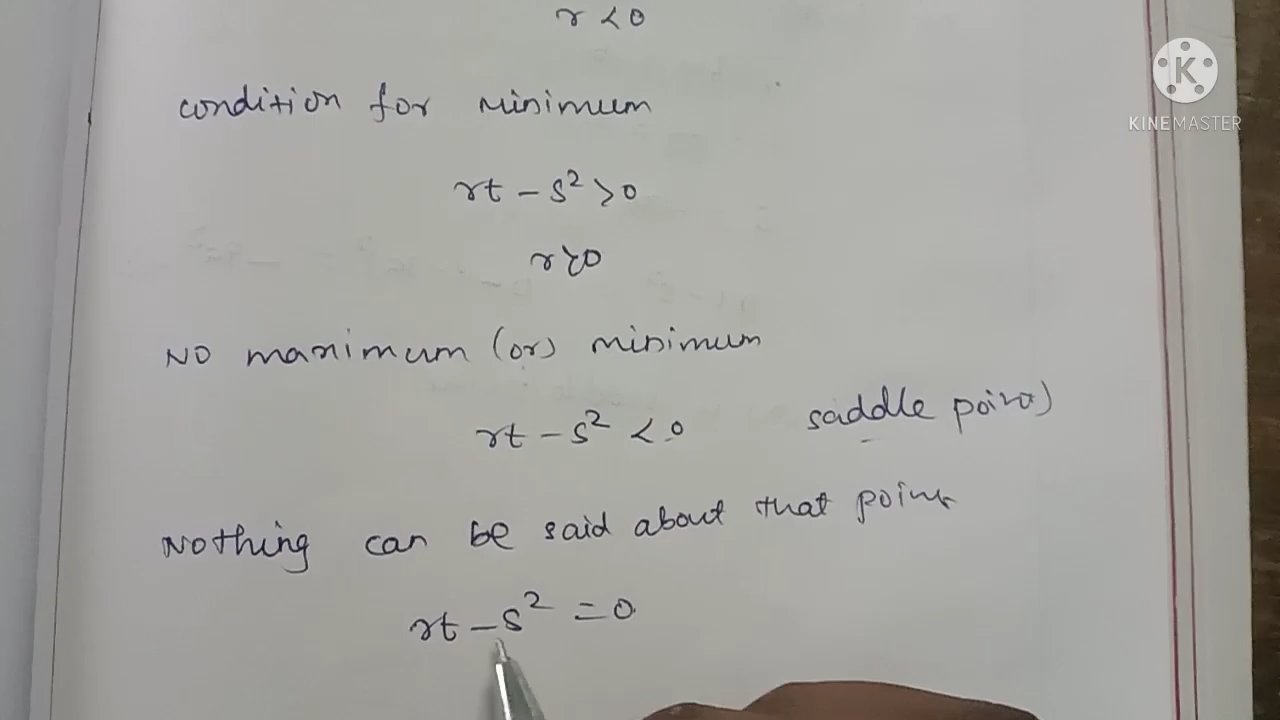 r < 0
condition for minimum
rt - s² > 0
r > 0
NO maximum (or) minimum
rt - s² < 0 saddle point)
Nothing can be said about that point
rt - s² = 0
K
KINEMASTER